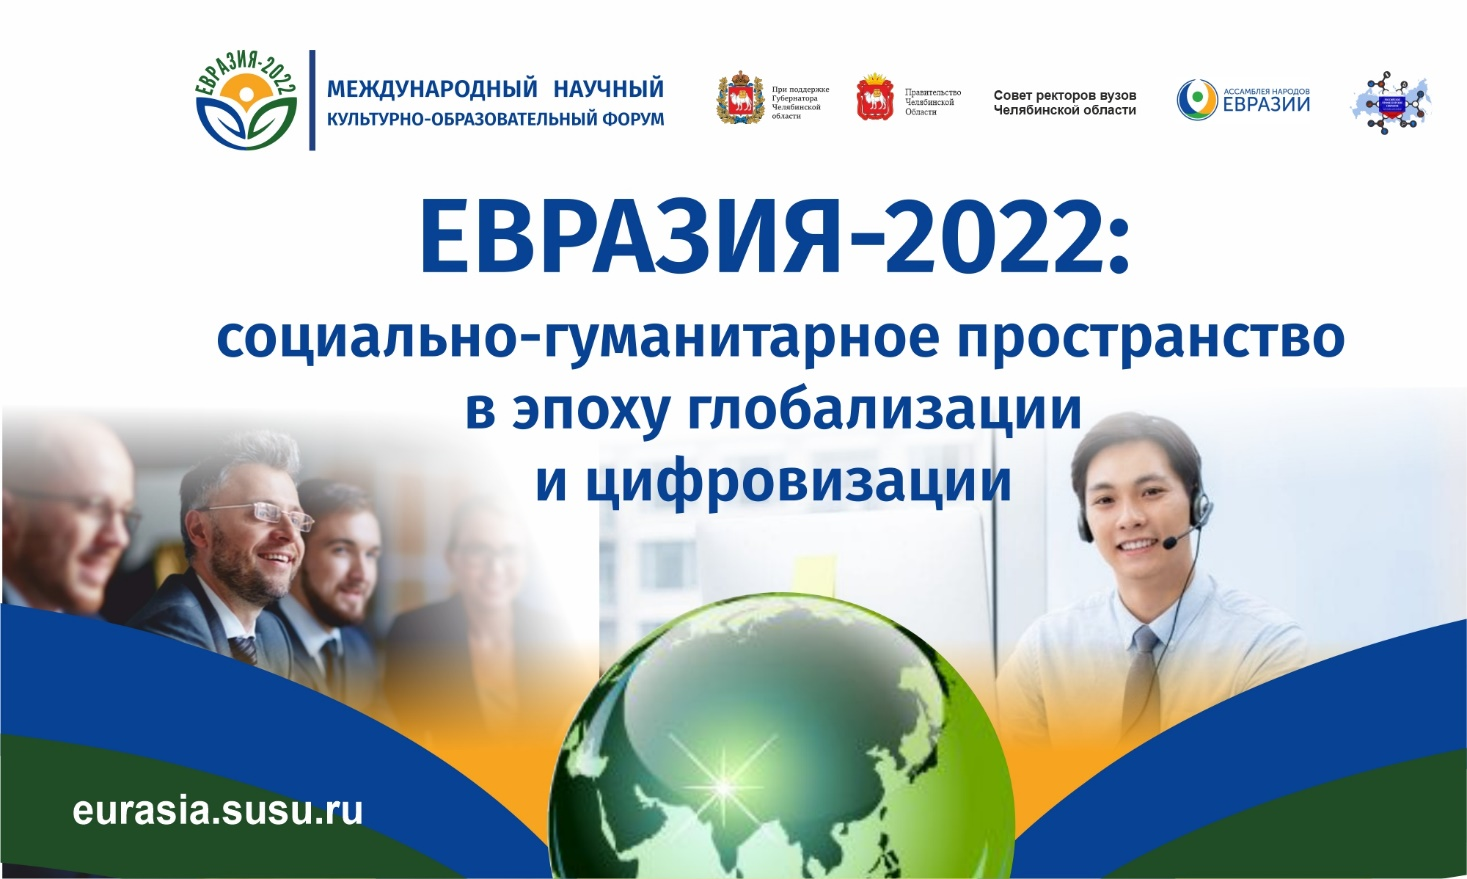 ЕВРАЗИЯ-2022
МЕЖДУНАРОДНЫЙ НАУЧНЫЙ
КУЛЬТУРНО-ОБРАЗОВАТЕЛЬНЫЙ ФОРУМ
При поддержке
Губернатора
Челябинской
области
Правительство
Челябинской
Области
Совет ректоров вузов
Челябинской области
АССАМБЛЕЯ НАРОДОВ
ЕВРАЗИИ
ЕВРАЗИЯ-2022:
социально-гуманитарное пространство
в эпоху глобализации
и цифровизации
eurasia.susu.ru